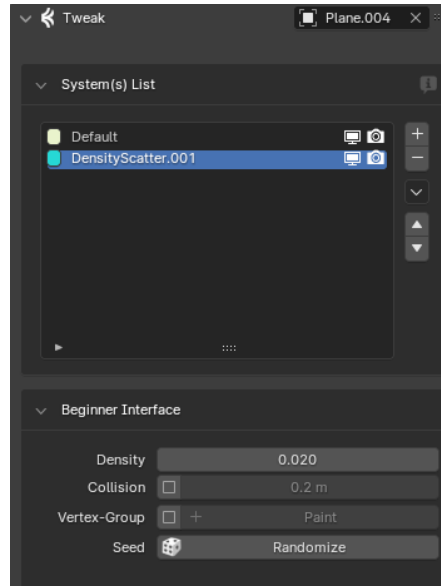 Tweak Plane.004
System(s) List
Default
DensityScatter.001
Beginner Interface
Density 0.020
Collision 0.2 m
Vertex-Group Paint
Seed Randomize